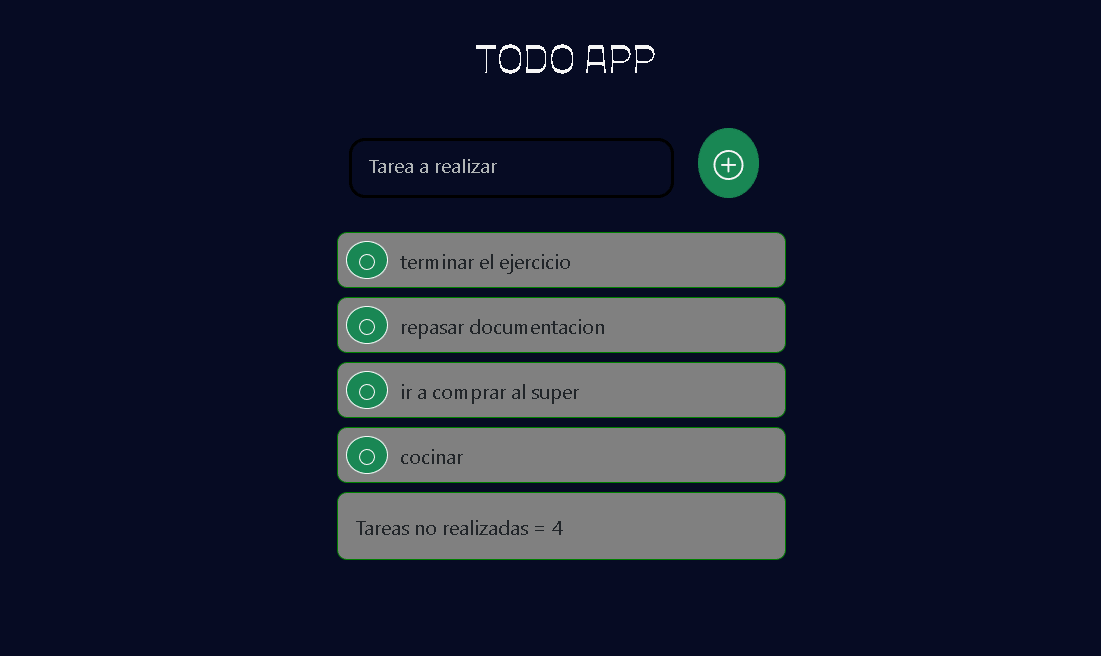 TODO APP
Tarea a realizar
terminar el ejercicio
repasar documentacion
ir a comprar al super
cocinar
Tareas no realizadas = 4